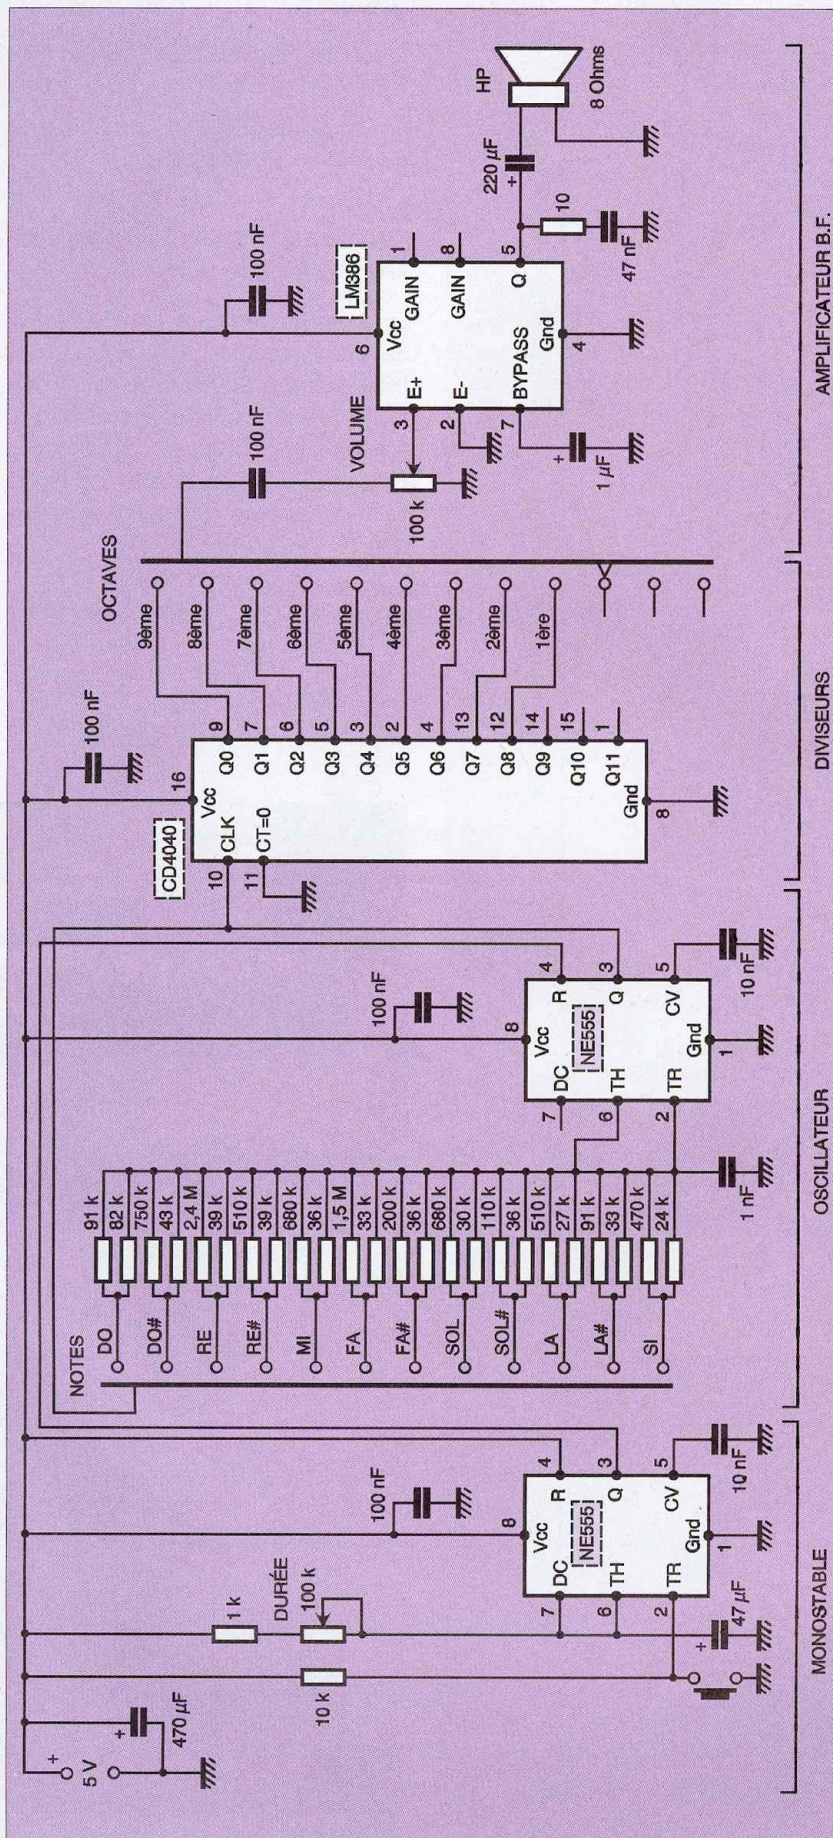 +
5 V
+
470 µF
10 k
1 k
DURÉE
100 k
+
47 µF
100 nF
8
Vcc
7
DC
6
TH
2
TR
NE555
R
4
Q
3
CV
5
Gnd
1
10 nF
MONOSTABLE
NOTES
DO
DO#
RE
RE#
MI
FA
FA#
SOL
SOL#
LA
LA#
SI
91 k
82 k
750 k
43 k
2,4 M
39 k
510 k
39 k
680 k
36 k
1,5 M
33 k
200 k
36 k
680 k
30 k
110 k
36 k
510 k
27 k
91 k
33 k
470 k
24 k
1 nF
100 nF
8
Vcc
7
DC
6
TH
2
TR
NE555
R
4
Q
3
CV
5
Gnd
1
10 nF
OSCILLATEUR
CD4040
10
CLK
11
CT=0
16
Vcc
100 nF
Q0
9
Q1
7
Q2
6
Q3
5
Q4
3
Q5
2
Q6
4
Q7
13
Q8
12
Q9
14
Q10
15
Q11
1
Gnd
8
DIVISEURS
OCTAVES
9ème
8ème
7ème
6ème
5ème
4ème
3ème
2ème
1ère
100 nF
VOLUME
100 k
3
E+
2
E-
7
BYPASS
+
1 µF
6
Vcc
LM386
100 nF
1
GAIN
8
GAIN
5
Q
Gnd
4
10
47 nF
220 µF
+
HP
8 Ohms
AMPLIFICATEUR B.F.